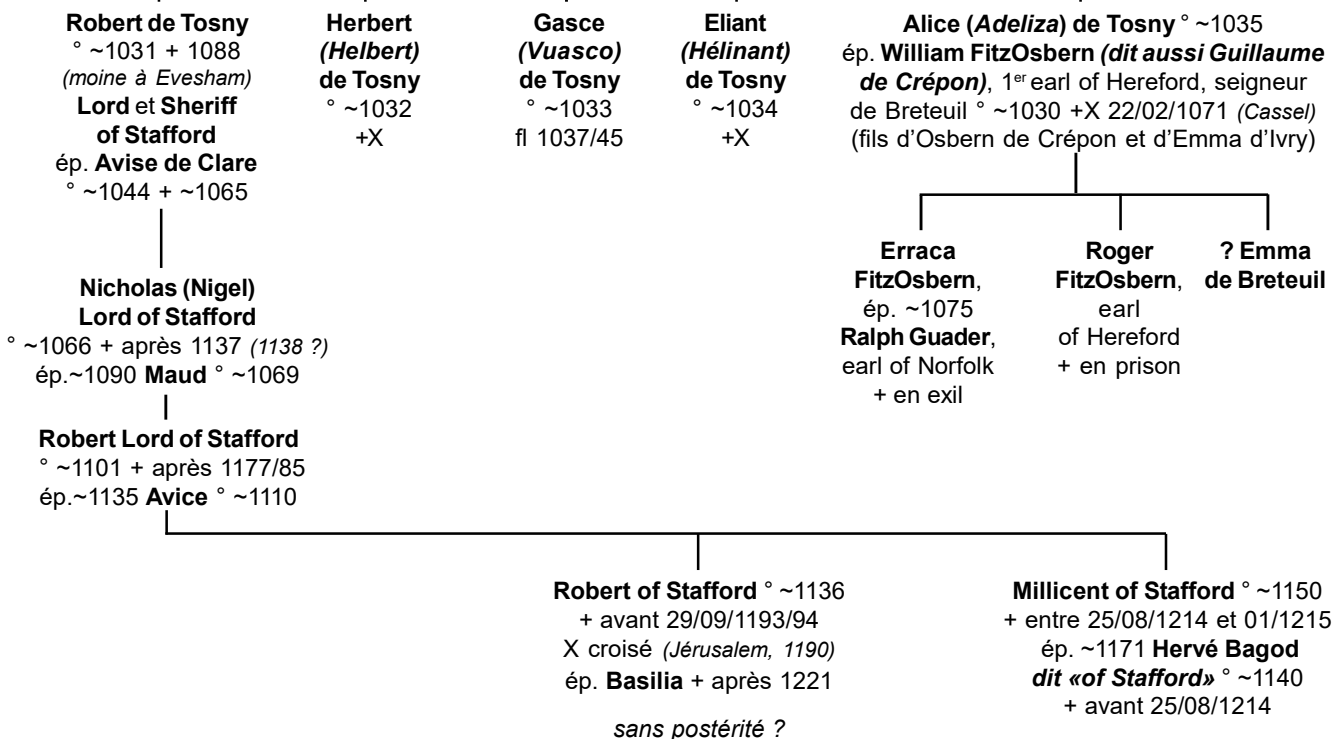 Robert de Tosny
° ~1031 + 1088
(moine à Evesham)
Lord et Sheriff
of Stafford
ép. Avise de Clare
° ~1044 + ~1065
Herbert
(Helbert)
de Tosny
° ~1032
+X
Gasce
(Vuasco)
de Tosny
° ~1033
fl 1037/45
Eliant
(Hélinant)
de Tosny
° ~1034
+X
Alice (Adeliza) de Tosny ° ~1035
ép. William FitzOsbern (dit aussi Guillaume
de Crépon), 1er earl of Hereford, seigneur
de Breteuil ° ~1030 +X 22/02/1071 (Cassel)
(fils d'Osbern de Crépon et d'Emma d'Ivry)
Erraca
FitzOsbern,
ép. ~1075
Ralph Guader,
earl of Norfolk
+ en exil
Roger
FitzOsbern,
earl
of Hereford
+ en prison
? Emma
de Breteuil
Nicholas (Nigel)
Lord of Stafford
° ~1066 + après 1137 (1138 ?)
ép.~1090 Maud ° ~1069
Robert Lord of Stafford
° ~1101 + après 1177/85
ép.~1135 Avice ° ~1110
Robert of Stafford ° ~1136
+ avant 29/09/1193/94
X croisé (Jérusalem, 1190)
ép. Basilia + après 1221
sans postérité ?
Millicent of Stafford ° ~1150
+ entre 25/08/1214 et 01/1215
ép. ~1171 Hervé Bagod
dit «of Stafford» ° ~1140
+ avant 25/08/1214